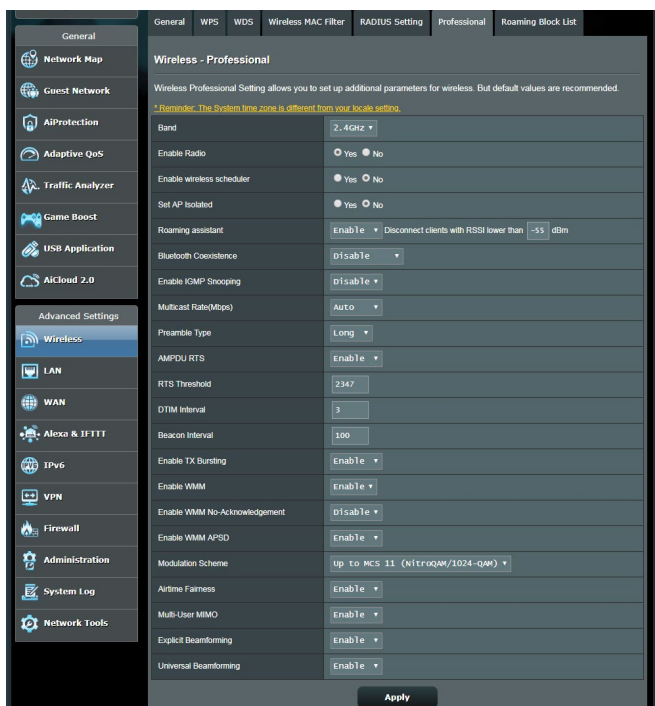 General
Network Map
Guest Network
AiProtection
Adaptive QoS
Traffic Analyzer
Game Boost
USB Application
AiCloud 2.0
Advanced Settings
Wireless
LAN
WAN
Alexa & IFTTT
IPv6
VPN
Firewall
Administration
System Log
Network Tools
General WPS WDS Wireless MAC Filter RADIUS Setting Professional Roaming Block List
Wireless - Professional
Wireless Professional Setting allows you to set up additional parameters for wireless. But default values are recommended.
* Reminder: The System time zone is different from your locale setting.
Band 2.4GHz
Enable Radio Yes No
Enable wireless scheduler Yes No
Set AP Isolated Yes No
Roaming assistant Enable Disconnect clients with RSSI lower than -55 dBm
Bluetooth Coexistence Disable
Enable IGMP Snooping Disable
Multicast Rate(Mbps) Auto
Preamble Type Long
AMPDU RTS Enable
RTS Threshold 2347
DTIM Interval 3
Beacon Interval 100
Enable TX Bursting Enable
Enable WMM Enable
Enable WMM No-Acknowledgement Disable
Enable WMM APSD Enable
Modulation Scheme Up to MCS 11 (NitroQAM/1024-QAM)
Airtime Fairness Enable
Multi-User MIMO Enable
Explicit Beamforming Enable
Universal Beamforming Enable
Apply